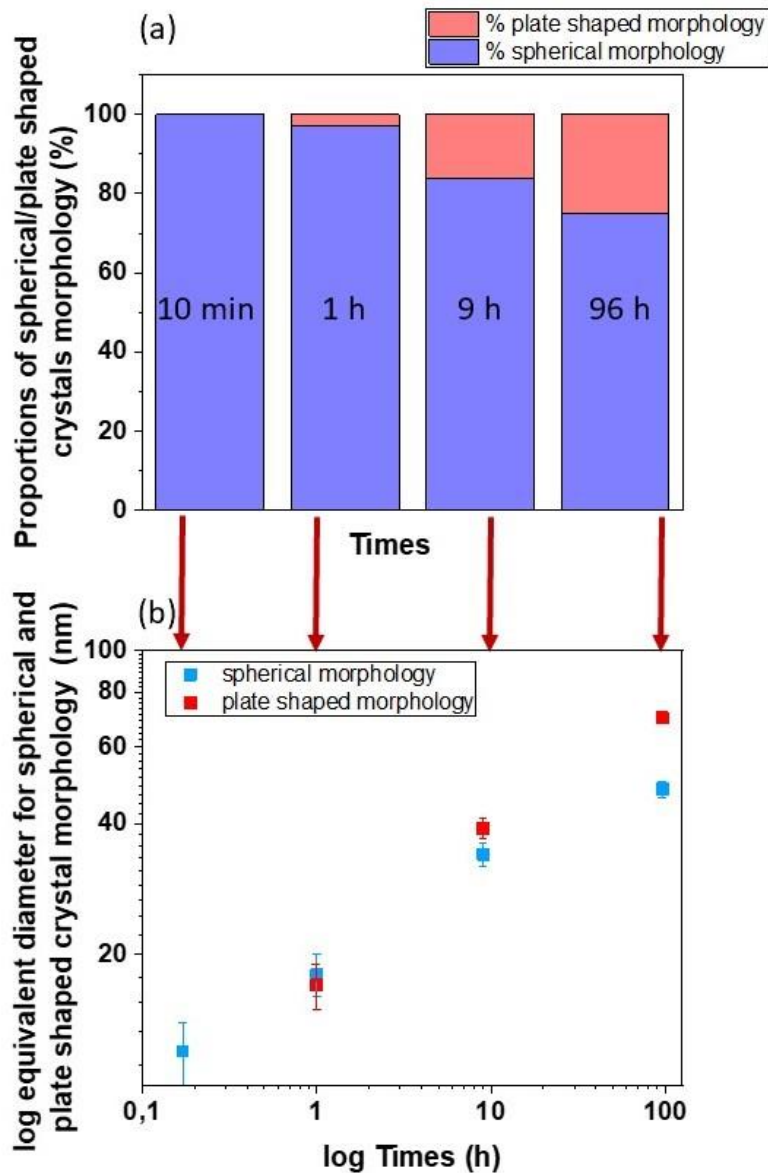 (a)
% plate shaped morphology
% spherical morphology
Proportions of spherical/plate shaped
crystals morphology (%)
100
80
60
40
20
0
10 min
1 h
9 h
96 h
Times
(b)
log equivalent diameter for spherical and
plate shaped crystal morphology (nm)
100
80
60
40
20
spherical morphology
plate shaped morphology
0,1
1
10
100
log Times (h)